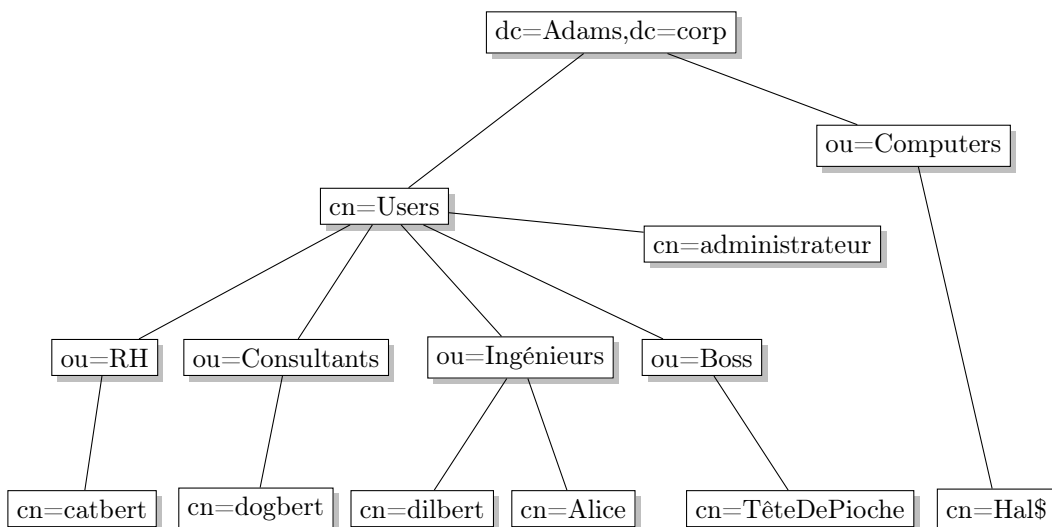 dc=Adams,dc=corp
ou=Computers
cn=Users
cn=administrateur
ou=RH
ou=Consultants
ou=Ingénieurs
ou=Boss
cn=catbert
cn=dogbert
cn=dilbert
cn=Alice
cn=TêteDePioche
cn=Hal$